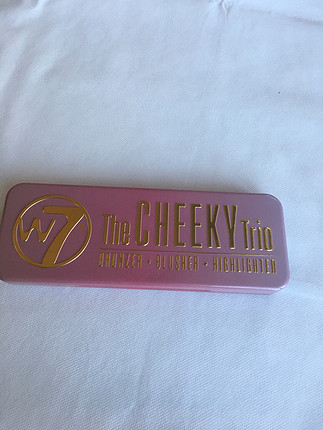 W7 The CHEEKY Trio
BRONZER • BLUSHER • HIGHLIGHTER